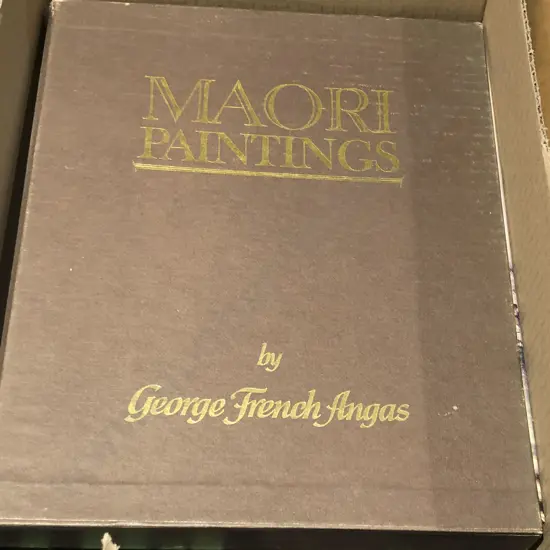 MAORI
PAINTINGS
by
George French Angas